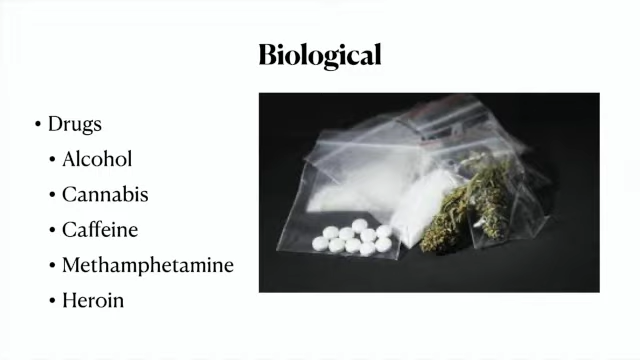 Biological
• Drugs
• Alcohol
• Cannabis
• Caffeine
• Methamphetamine
• Heroin